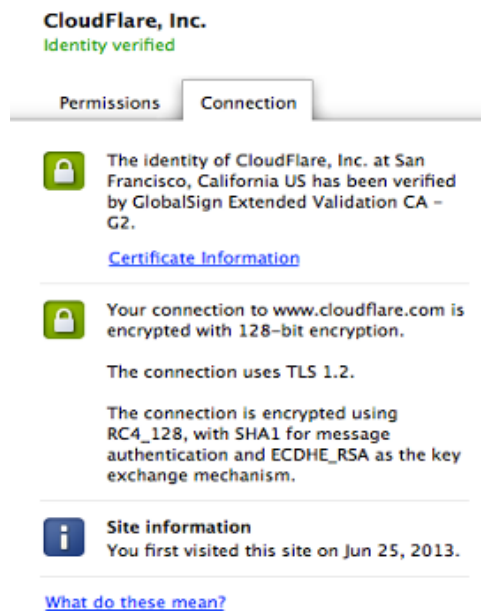 CloudFlare, Inc.
Identity verified
Permissions
Connection
The identity of CloudFlare, Inc. at San
Francisco, California US has been verified
by GlobalSign Extended Validation CA –
G2.
Certificate Information
Your connection to www.cloudflare.com is
encrypted with 128-bit encryption.
The connection uses TLS 1.2.
The connection is encrypted using
RC4_128, with SHA1 for message
authentication and ECDHE_RSA as the key
exchange mechanism.
Site information
You first visited this site on Jun 25, 2013.
What do these mean?